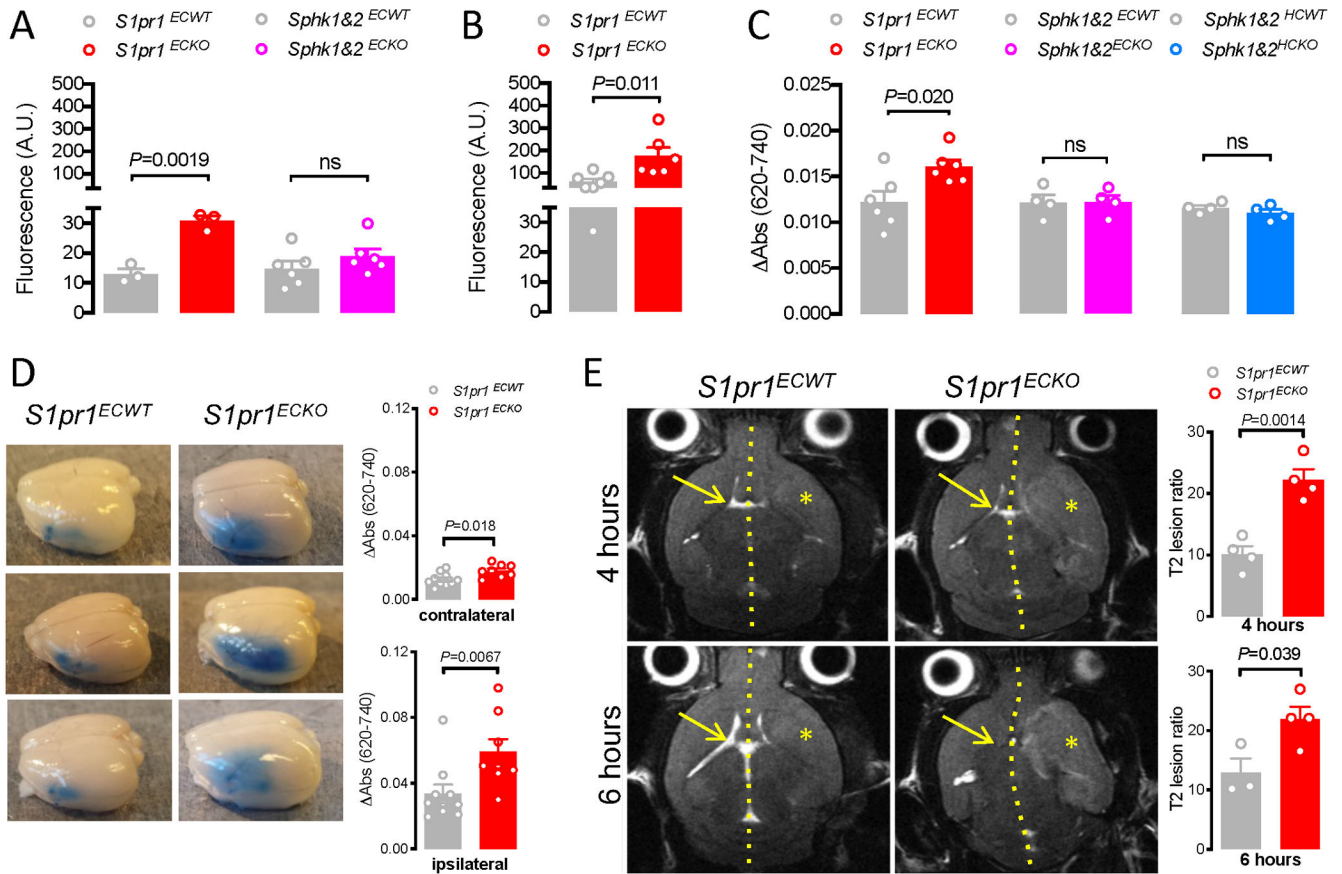 A
S1pr1 ECWT
Sphk1&2 ECWT
S1pr1 ECKO
Sphk1&2 ECKO
Fluorescence (A.U.)
500
400
300
200
100
30
20
10
0
P=0.0019
ns
B
S1pr1 ECWT
S1pr1 ECKO
Fluorescence (A.U.)
500
400
300
200
100
30
20
10
0
P=0.011
C
S1pr1 ECWT
Sphk1&2 ECWT
Sphk1&2 HCWT
S1pr1 ECKO
Sphk1&2ECKO
Sphk1&2HCKO
ΔAbs (620-740)
0.025
0.020
0.015
0.010
0.005
0.000
P=0.020
ns
ns
D
S1pr1ECWT
S1pr1ECKO
S1pr1 ECWT
S1pr1 ECKO
ΔAbs (620-740)
0.12
0.08
0.04
0.00
P=0.018
contralateral
ΔAbs (620-740)
0.12
0.08
0.04
0.00
P=0.0067
ipsilateral
E
S1pr1ECWT
S1pr1ECKO
4 hours
*
*
6 hours
*
*
S1pr1ECWT
S1pr1ECKO
T2 lesion ratio
30
20
10
0
P=0.0014
4 hours
T2 lesion ratio
30
20
10
0
P=0.039
6 hours